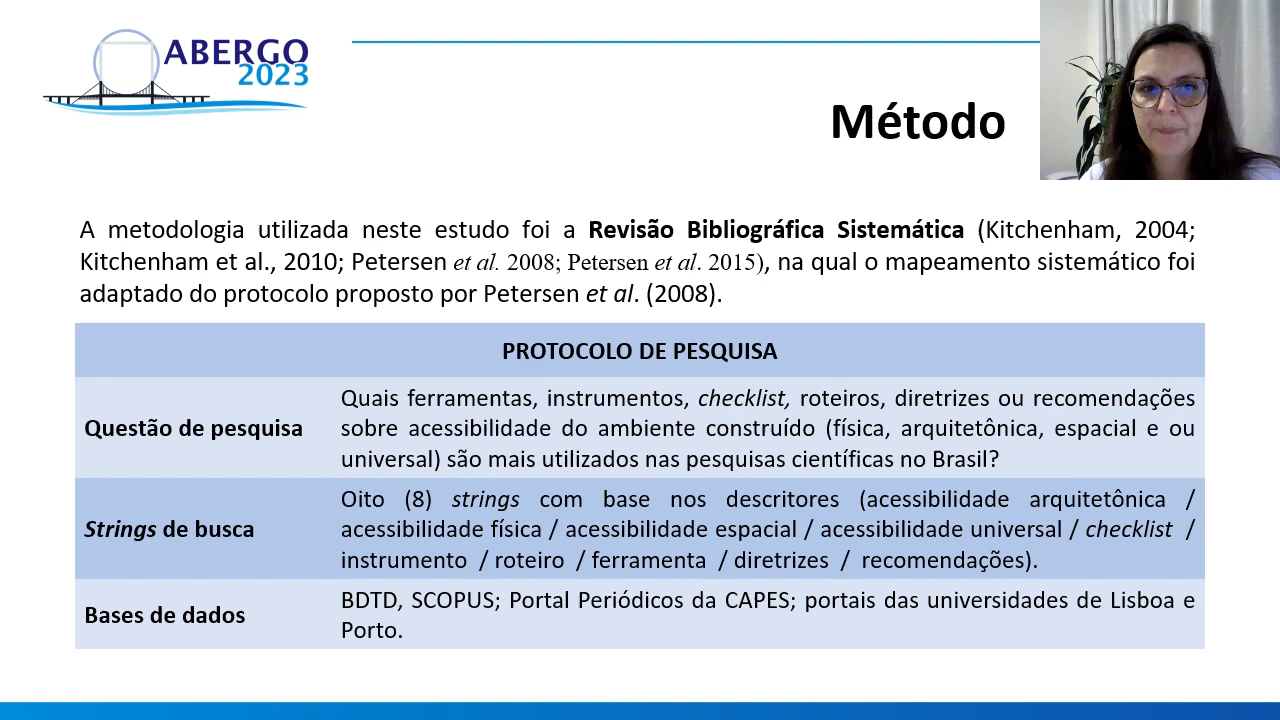 ABERGO
2023
Método
A metodologia utilizada neste estudo foi a Revisão Bibliográfica Sistemática (Kitchenham, 2004;
Kitchenham et al., 2010; Petersen et al. 2008; Petersen et al. 2015), na qual o mapeamento sistemático foi
adaptado do protocolo proposto por Petersen et al. (2008).
PROTOCOLO DE PESQUISA
Questão de pesquisa
Quais ferramentas, instrumentos, checklist, roteiros, diretrizes ou recomendações
sobre acessibilidade do ambiente construído (física, arquitetônica, espacial e ou
universal) são mais utilizados nas pesquisas científicas no Brasil?
Strings de busca
Oito (8) strings com base nos descritores (acessibilidade arquitetônica /
acessibilidade física / acessibilidade espacial / acessibilidade universal / checklist /
instrumento / roteiro / ferramenta / diretrizes / recomendações).
Bases de dados
BDTD, SCOPUS; Portal Periódicos da CAPES; portais das universidades de Lisboa e
Porto.